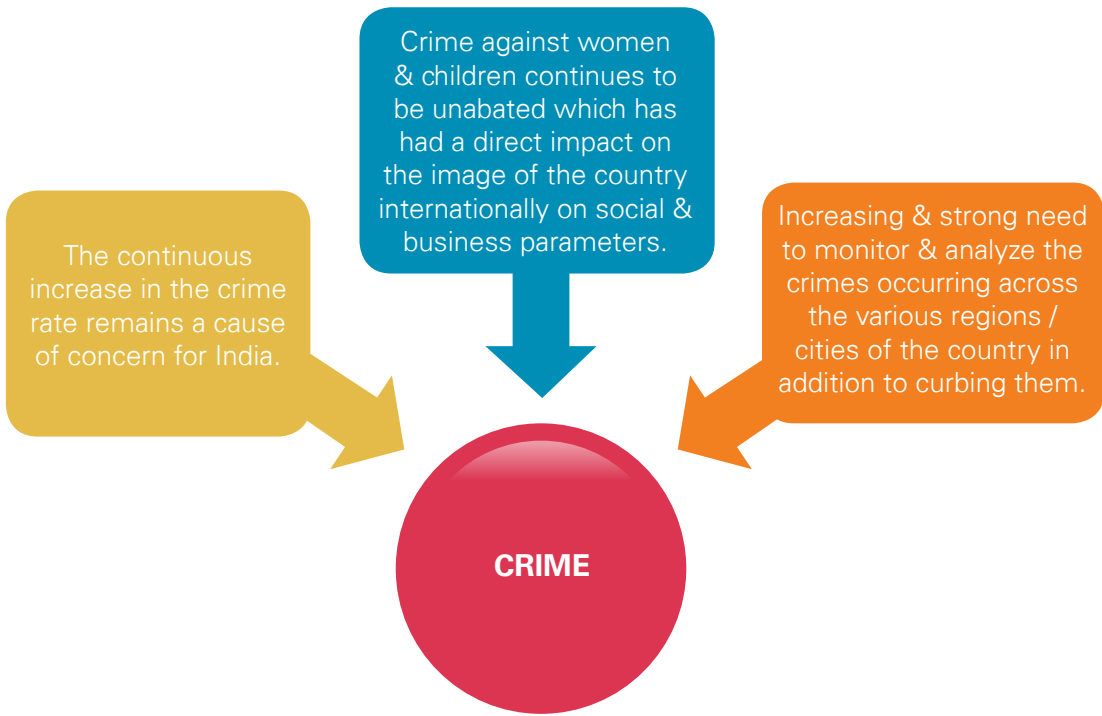 Crime against women
& children continues to
be unabated which has
had a direct impact on
the image of the country
internationally on social &
business parameters.
The continuous
increase in the crime
rate remains a cause
of concern for India.
Increasing & strong need
to monitor & analyze the
crimes occurring across
the various regions /
cities of the country in
addition to curbing them.
CRIME